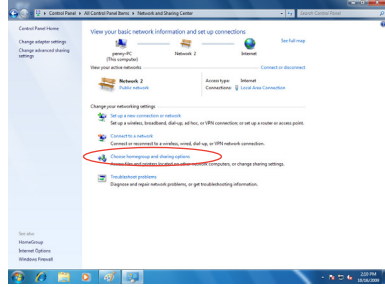 Control Panel ▸ All Control Panel Items ▸ Network and Sharing Center
Search Control Panel
Control Panel Home
Change adapter settings
Change advanced sharing
settings
See also
HomeGroup
Internet Options
Windows Firewall
View your basic network information and set up connections
See full map
penny-PC
(This computer)
Network 2
Internet
View your active networks
Connect or disconnect
Network 2
Public network
Access type: Internet
Connections: Local Area Connection
Change your networking settings
Set up a new connection or network
Set up a wireless, broadband, dial-up, ad hoc, or VPN connection; or set up a router or access point.
Connect to a network
Connect or reconnect to a wireless, wired, dial-up, or VPN network connection.
Choose homegroup and sharing options
Access files and printers located on other network computers, or change sharing settings.
Troubleshoot problems
Diagnose and repair network problems, or get troubleshooting information.
2:20 PM